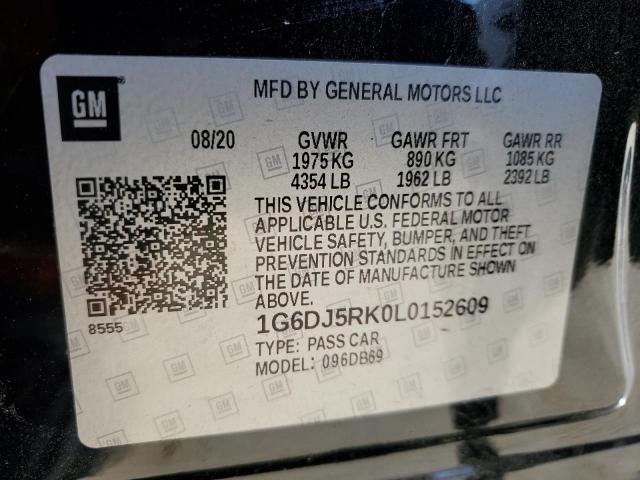 GM
MFD BY GENERAL MOTORS LLC
08/20 GVWR GAWR FRT GAWR RR
1975 KG 890 KG 1085 KG
4354 LB 1962 LB 2392 LB
THIS VEHICLE CONFORMS TO ALL
APPLICABLE U.S. FEDERAL MOTOR
VEHICLE SAFETY, BUMPER, AND THEFT
PREVENTION STANDARDS IN EFFECT ON
THE DATE OF MANUFACTURE SHOWN
ABOVE.
8555
1G6DJ5RK0L0152609
TYPE: PASS CAR
MODEL: 096DB69